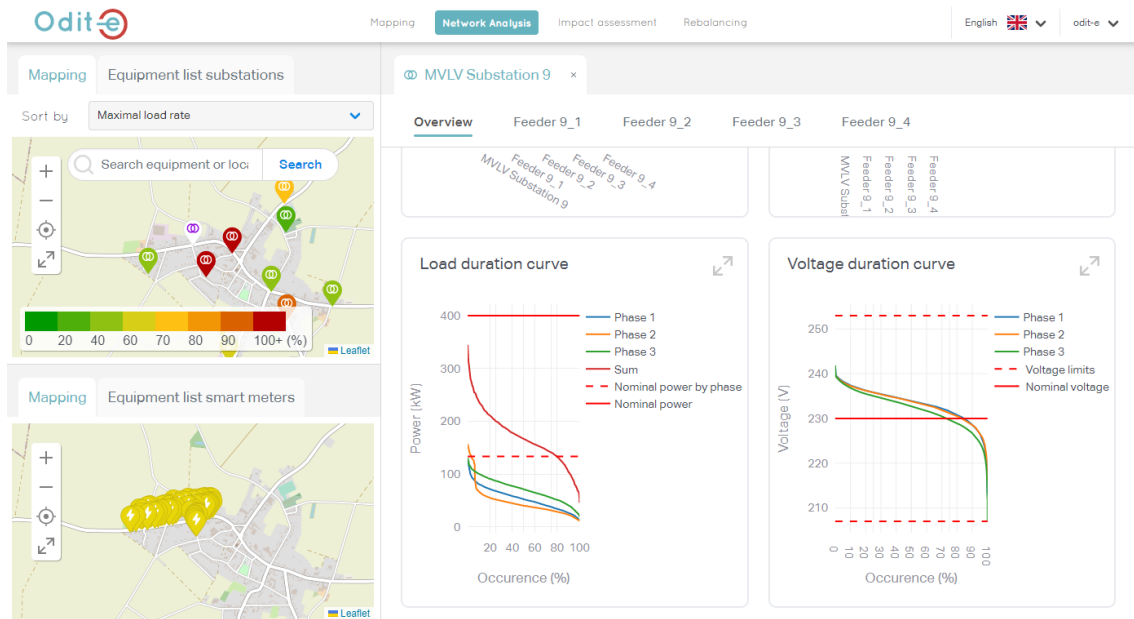 Odit-e
Mapping
Network Analysis
Impact assessment
Rebalancing
English
odit-e
Mapping
Equipment list substations
Sort by
Maximal load rate
Search equipment or loca
Search
0 20 40 60 70 80 90 100+ (%)
Leaflet
Mapping
Equipment list smart meters
Leaflet
MVLV Substation 9 ×
Overview
Feeder 9_1
Feeder 9_2
Feeder 9_3
Feeder 9_4
MVLV Substation 9
Feeder 9_1
Feeder 9_2
Feeder 9_3
Feeder 9_4
MVLV Subst
Feeder 9_1
Feeder 9_2
Feeder 9_3
Feeder 9_4
Load duration curve
Power (kW)
400
300
200
100
0
20 40 60 80 100
Occurence (%)
Phase 1
Phase 2
Phase 3
Sum
Nominal power by phase
Nominal power
Voltage duration curve
Voltage (V)
250
240
230
220
210
0 10 20 30 40 50 60 70 80 90 100
Occurence (%)
Phase 1
Phase 2
Phase 3
Voltage limits
Nominal voltage